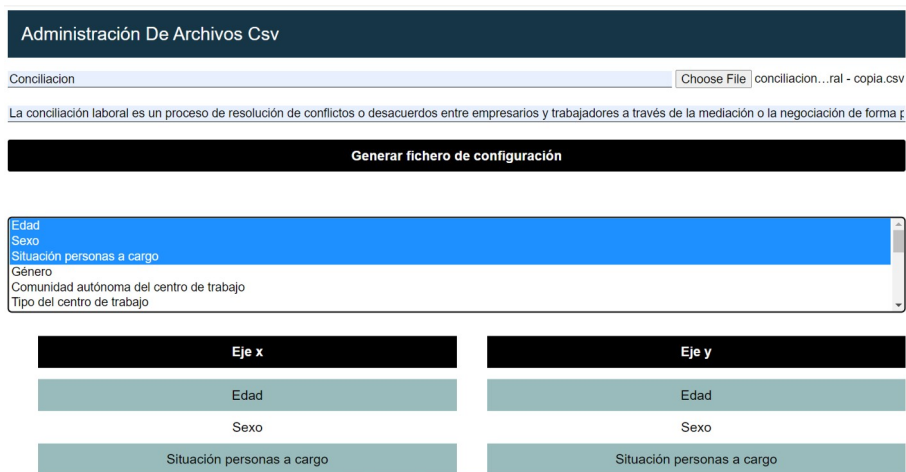 Administración De Archivos Csv
Conciliacion Choose File conciliacion…ral - copia.csv
La conciliación laboral es un proceso de resolución de conflictos o desacuerdos entre empresarios y trabajadores a través de la mediación o la negociación de forma
Generar fichero de configuración
Edad
Sexo
Situación personas a cargo
Género
Comunidad autónoma del centro de trabajo
Tipo del centro de trabajo
Eje x Eje y
Edad Edad
Sexo Sexo
Situación personas a cargo Situación personas a cargo